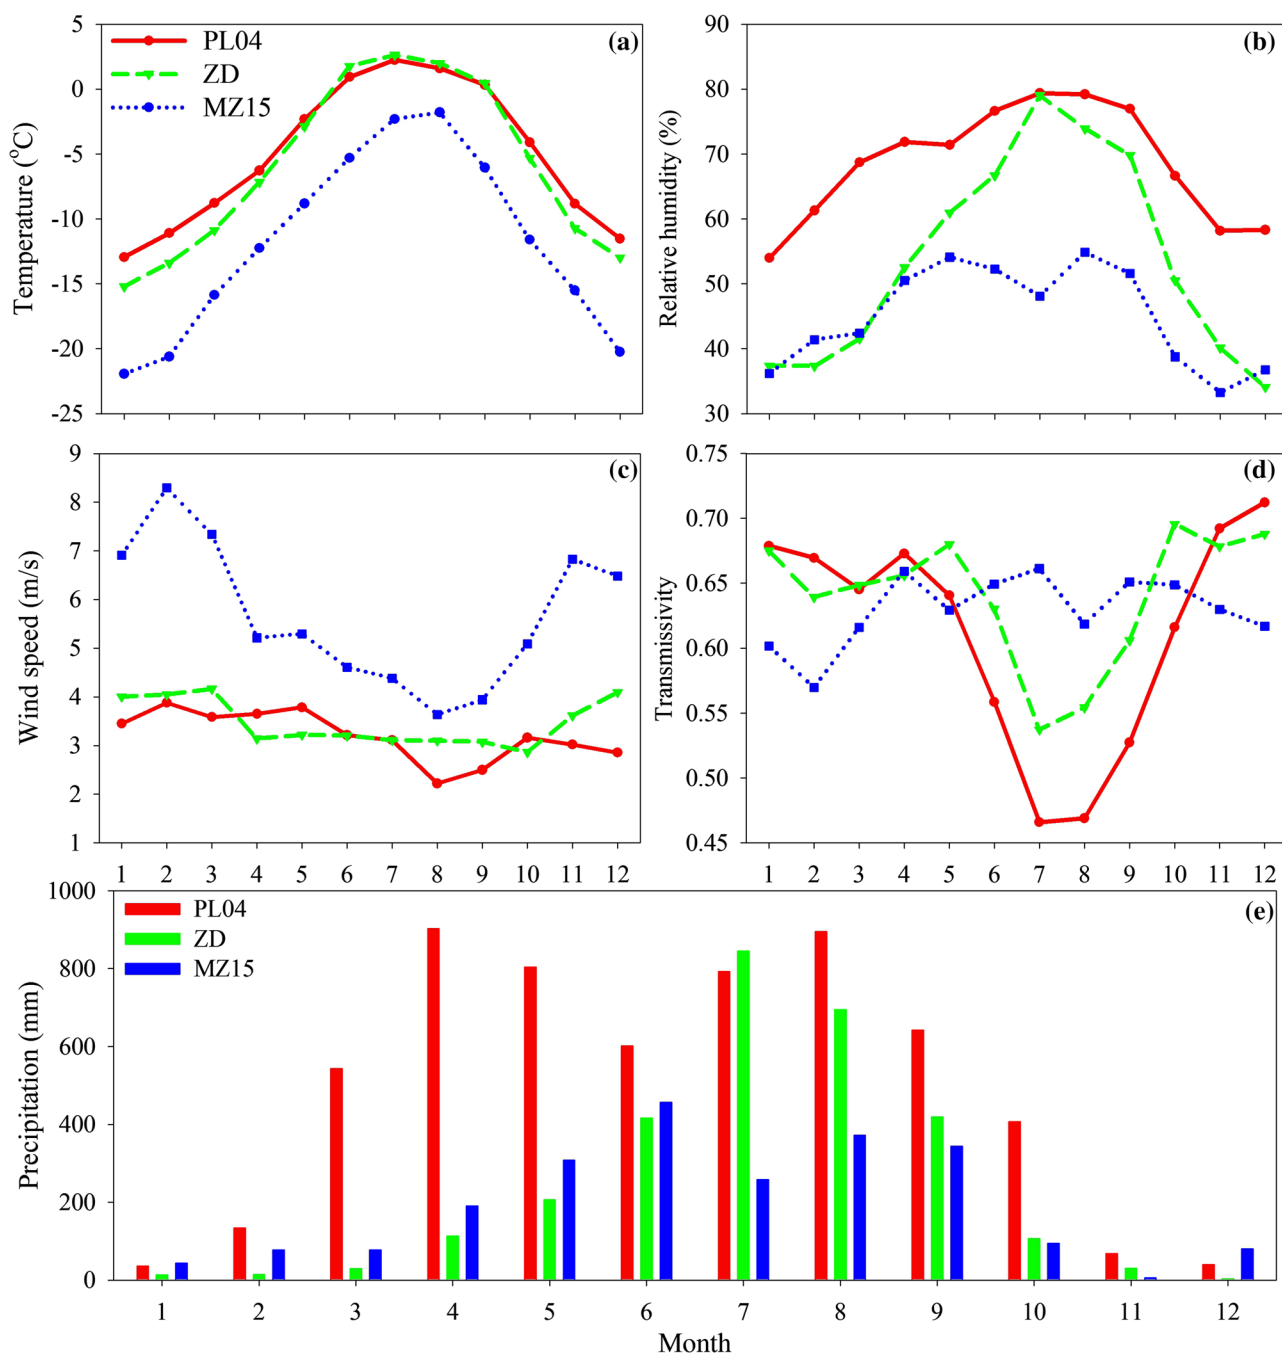 PL04
ZD
MZ15
(a)
5
0
-5
-10
-15
-20
-25
Temperature (°C)
(b)
90
80
70
60
50
40
30
Relative humidity (%)
(c)
9
8
7
6
5
4
3
2
1
Wind speed (m/s)
1 2 3 4 5 6 7 8 9 10 11 12
(d)
0.75
0.70
0.65
0.60
0.55
0.50
0.45
Transmissivity
1 2 3 4 5 6 7 8 9 10 11 12
PL04
ZD
MZ15
(e)
1000
800
600
400
200
0
Precipitation (mm)
1 2 3 4 5 6 7 8 9 10 11 12
Month